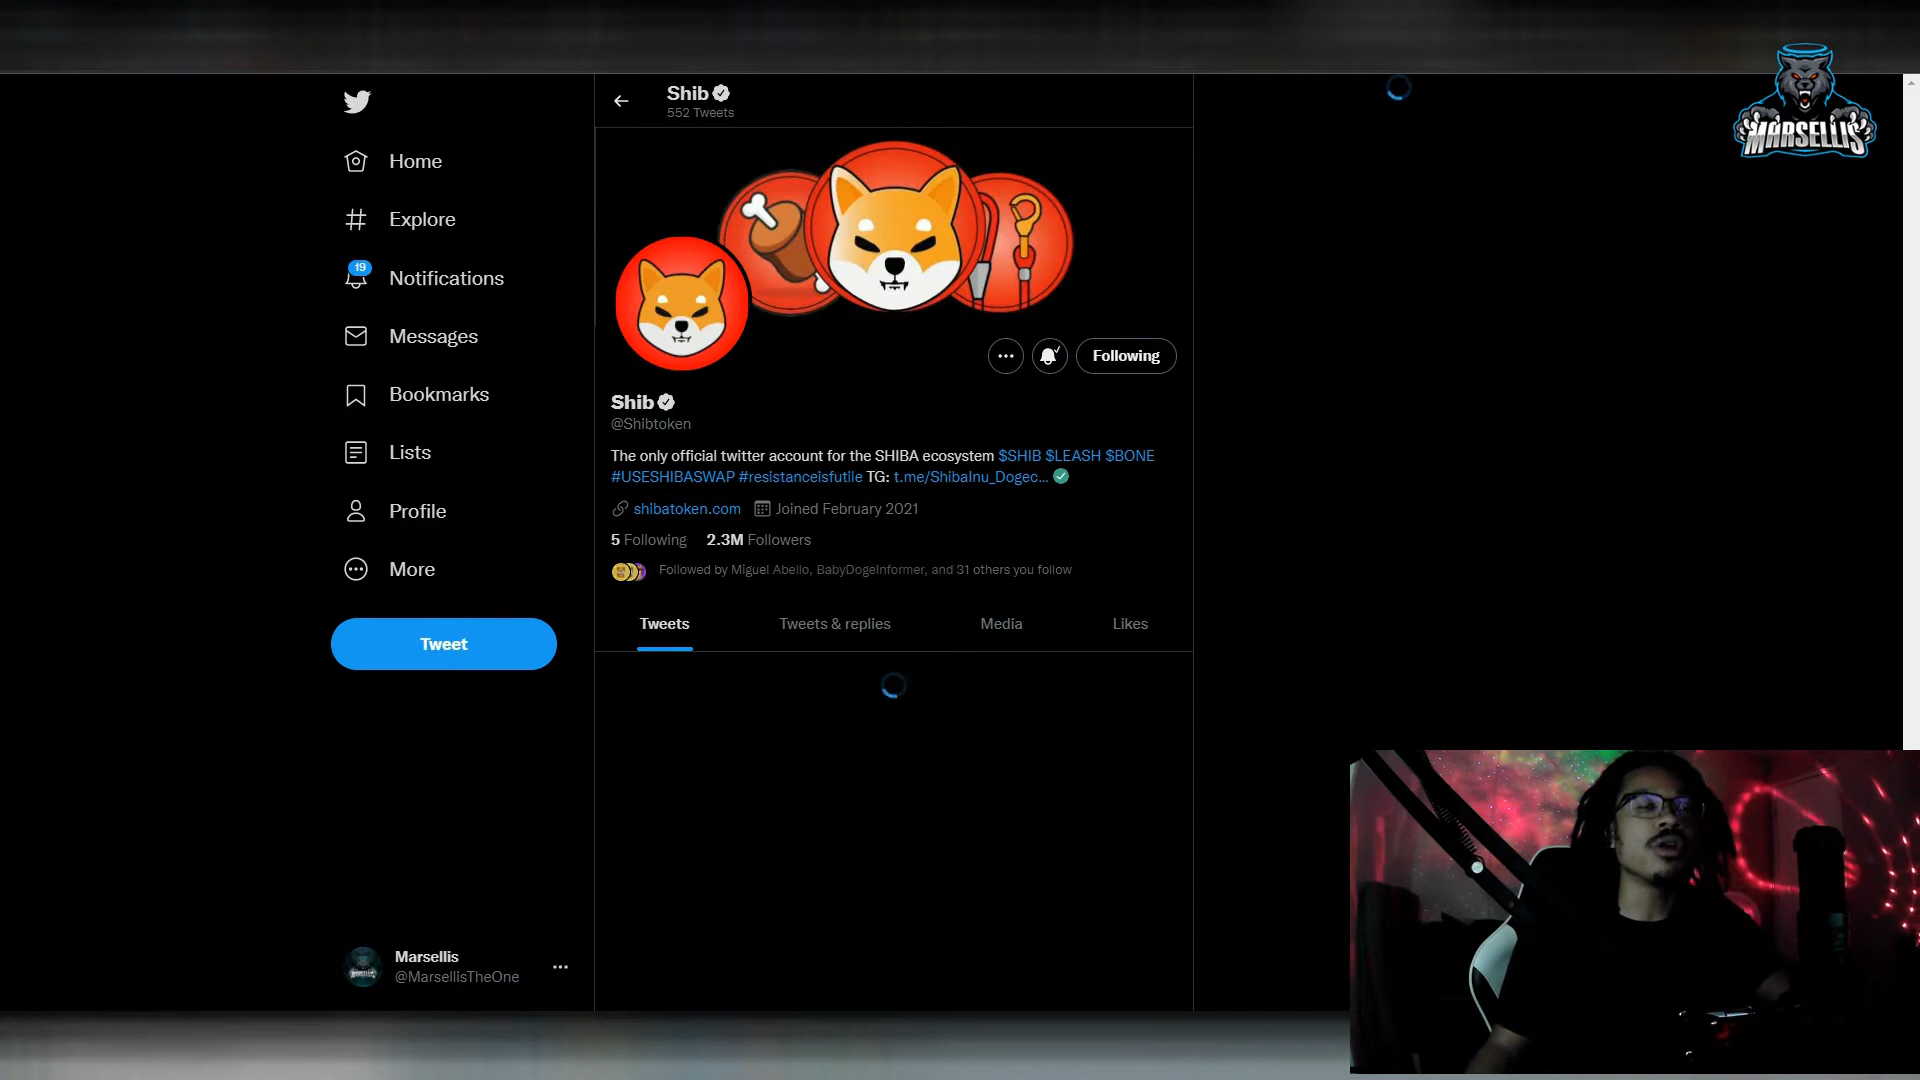 Shib
552 Tweets
MARSELLIS
Home
Explore
19
Notifications
Messages
Bookmarks
Lists
Profile
More
Tweet
Following
Shib
@Shibtoken
The only official twitter account for the SHIBA ecosystem $SHIB $LEASH $BONE
#USESHIBASWAP #resistanceisfutile TG: t.me/ShibaInu_Dogec...
shibatoken.com Joined February 2021
5 Following 2.3M Followers
Followed by Miguel Abello, BabyDogeInformer, and 31 others you follow
Tweets Tweets & replies Media Likes
Marsellis
@MarsellisTheOne